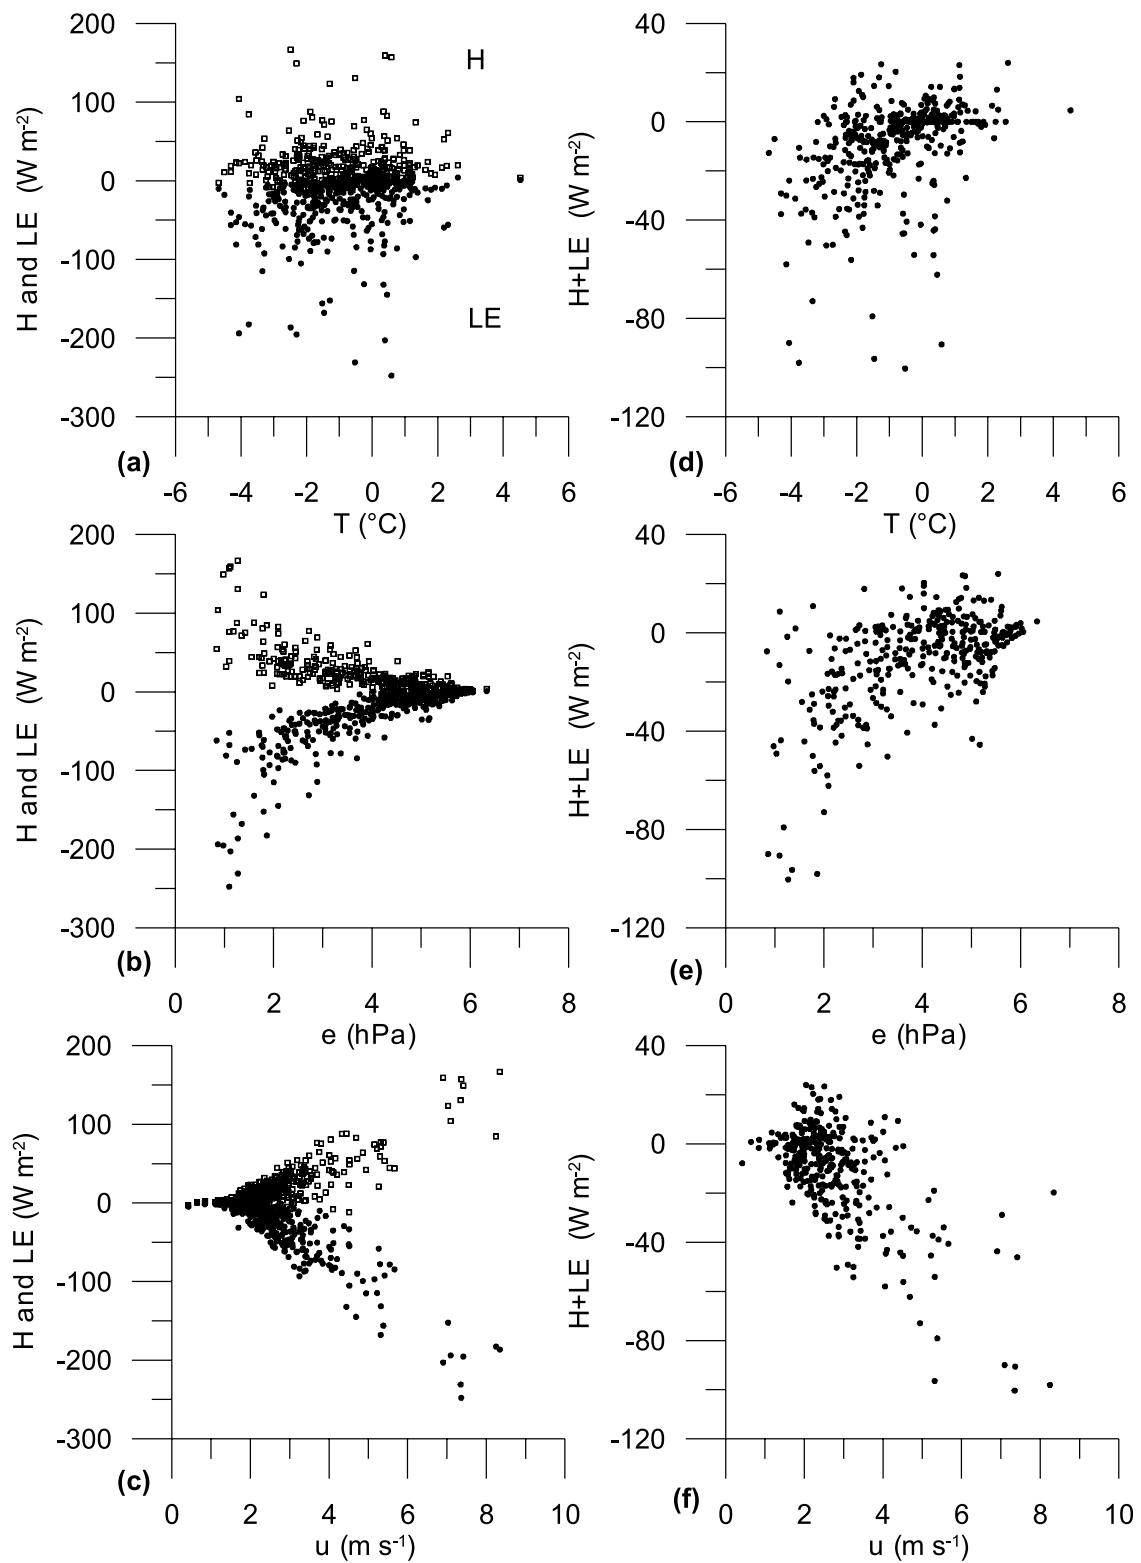 200
100
0
-100
-200
-300
H and LE (W m-2)
H
LE
(a)
-6 -4 -2 0 2 4 6
T (°C)
40
0
-40
-80
-120
H+LE (W m-2)
(d)
-6 -4 -2 0 2 4 6
T (°C)
200
100
0
-100
-200
-300
H and LE (W m-2)
(b)
0 2 4 6 8
e (hPa)
40
0
-40
-80
-120
H+LE (W m-2)
(e)
0 2 4 6 8
e (hPa)
200
100
0
-100
-200
-300
H and LE (W m-2)
(c)
0 2 4 6 8 10
u (m s-1)
40
0
-40
-80
-120
H+LE (W m-2)
(f)
0 2 4 6 8 10
u (m s-1)